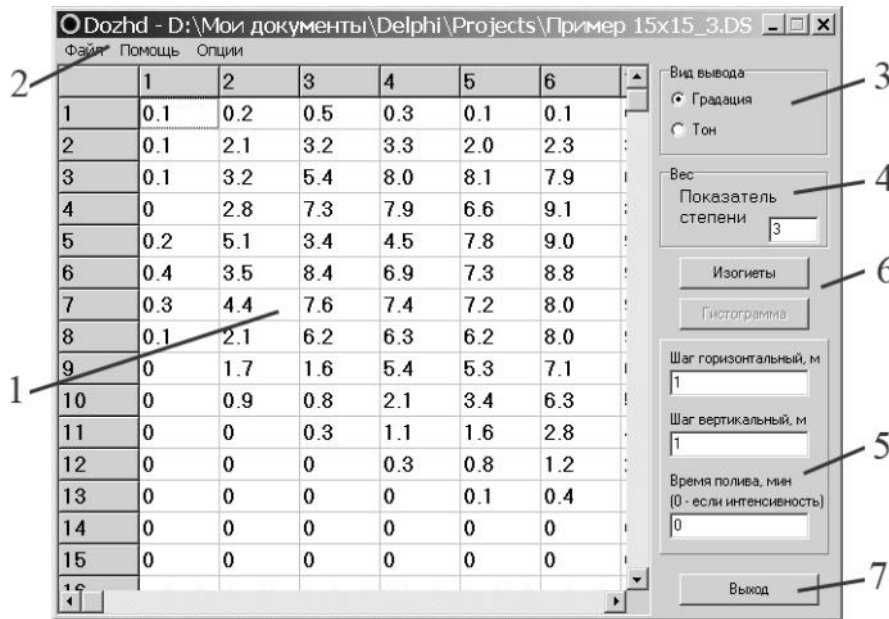 Dozhd - D:\Мои документы\Delphi\Projects\Пример 15x15_3.DS
Файл Помощь Опции
1 2 3 4 5 6
1 0.1 0.2 0.5 0.3 0.1 0.1
2 0.1 2.1 3.2 3.3 2.0 2.3
3 0.1 3.2 5.4 8.0 8.1 7.9
4 0 2.8 7.3 7.9 6.6 9.1
5 0.2 5.1 3.4 4.5 7.8 9.0
6 0.4 3.5 8.4 6.9 7.3 8.8
7 0.3 4.4 7.6 7.4 7.2 8.0
8 0.1 2.1 6.2 6.3 6.2 8.0
9 0 1.7 1.6 5.4 5.3 7.1
10 0 0.9 0.8 2.1 3.4 6.3
11 0 0 0.3 1.1 1.6 2.8
12 0 0 0 0.3 0.8 1.2
13 0 0 0 0 0.1 0.4
14 0 0 0 0 0 0
15 0 0 0 0 0 0
16
Вид вывода
Градация
Тон
Вес
Показатель
степени
3
Изогиеты
Гистограмма
Шаг горизонтальный, м
1
Шаг вертикальный, м
1
Время полива, мин
(0 - если интенсивность)
0
Выход
1
2
3
4
5
6
7